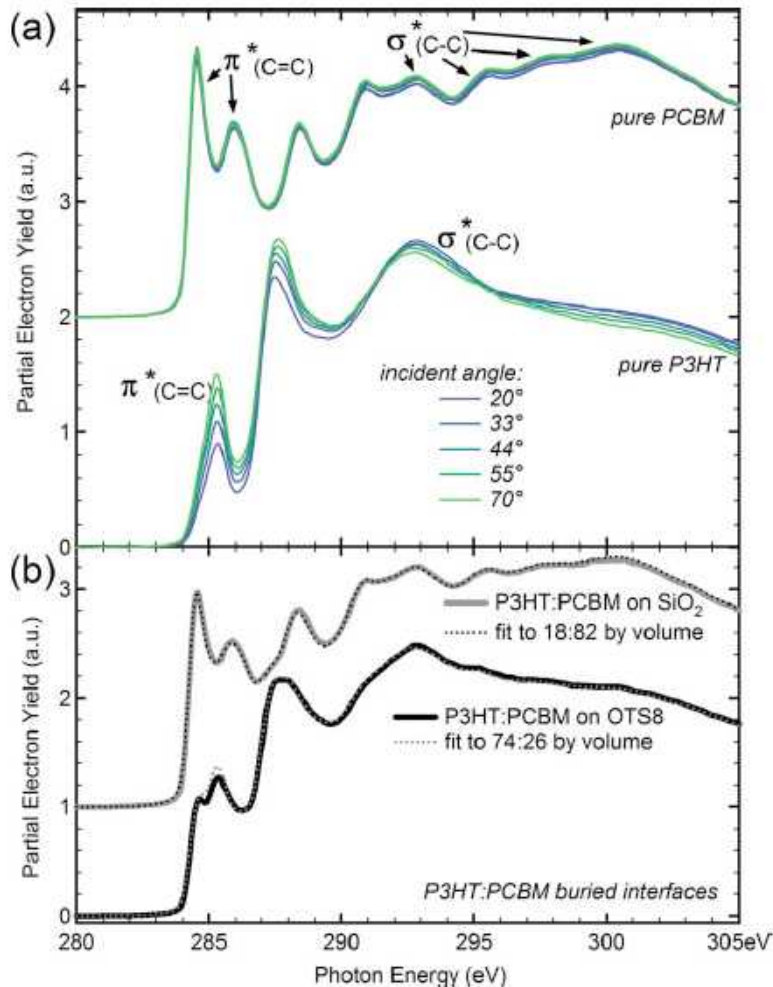 (a)
π*(C=C)
σ*(C-C)
pure PCBM
σ*(C-C)
π*(C=C)
pure P3HT
incident angle:
20°
33°
44°
55°
70°
Partial Electron Yield (a.u.)
4
3
2
1
0
(b)
P3HT:PCBM on SiO₂
fit to 18:82 by volume
P3HT:PCBM on OTS8
fit to 74:26 by volume
P3HT:PCBM buried interfaces
Partial Electron Yield (a.u.)
3
2
1
0
280 285 290 295 300 305eV
Photon Energy (eV)